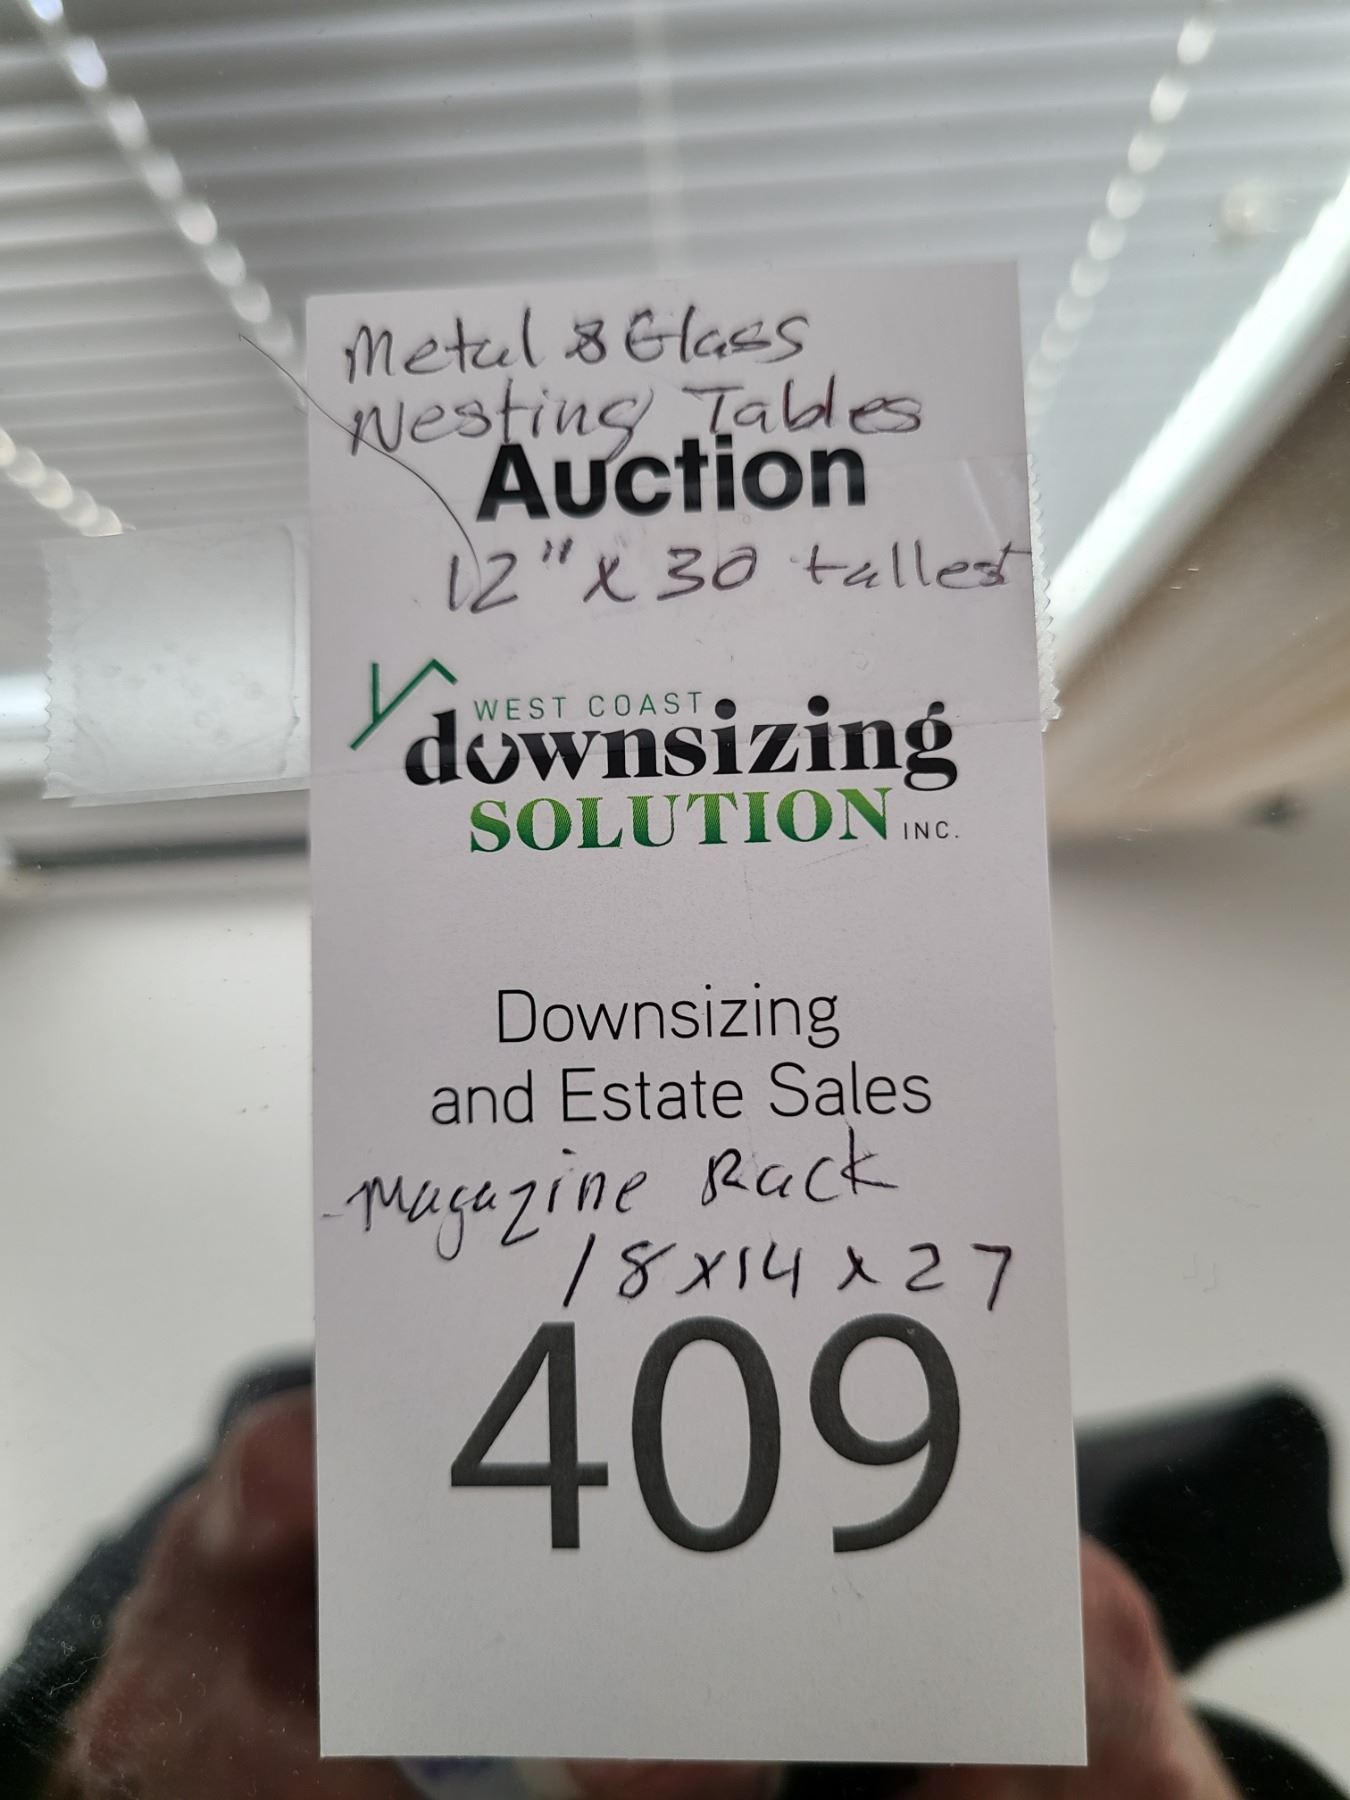 Metal & Glass
Nesting Tables
Auction
12" x 30 tallest
WEST COAST
downsizing
SOLUTION INC.
Downsizing
and Estate Sales
- Magazine Rack
18 x 14 x 27
409